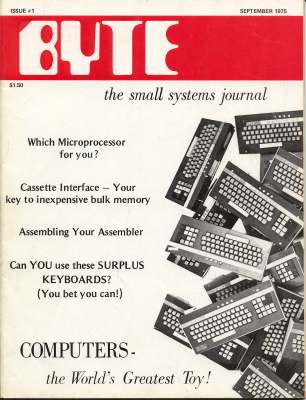 ISSUE #1
SEPTEMBER 1975
BYTE
$1.50
the small systems journal
Which Microprocessor
for you?
Cassette Interface – Your
key to inexpensive bulk memory
Assembling Your Assembler
Can YOU use these SURPLUS
KEYBOARDS?
(You bet you can!)
COMPUTERS -
the World's Greatest Toy!